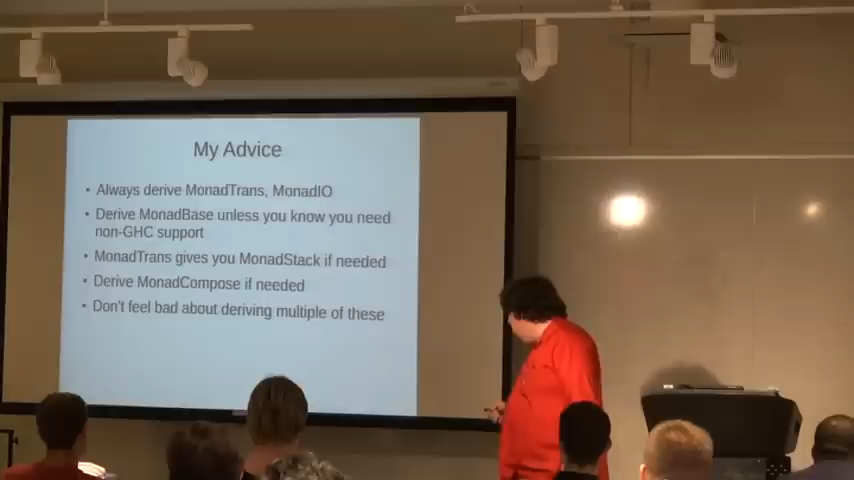 My Advice
• Always derive MonadTrans, MonadIO
• Derive MonadBase unless you know you need
non-GHC support
• MonadTrans gives you MonadStack if needed
• Derive MonadCompose if needed
• Don't feel bad about deriving multiple of these